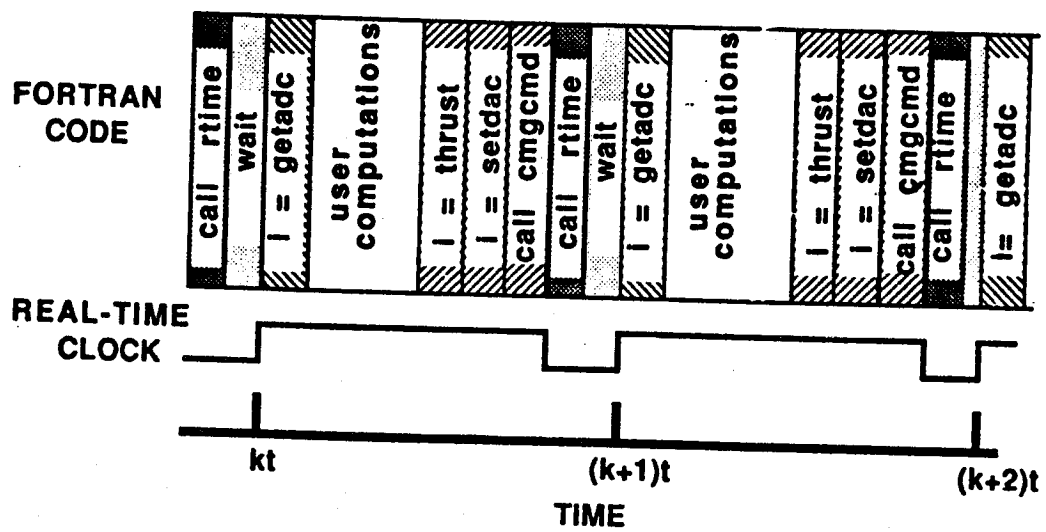 FORTRAN
CODE
call rtime
wait
i = getadc
user
computations
i = thrust
i = setdac
call cmgcmd
call rtime
wait
i = getadc
user
computations
i = thrust
i = setdac
call cmgcmd
call rtime
i= getadc
REAL-TIME
CLOCK
kt
(k+1)t
(k+2)t
TIME